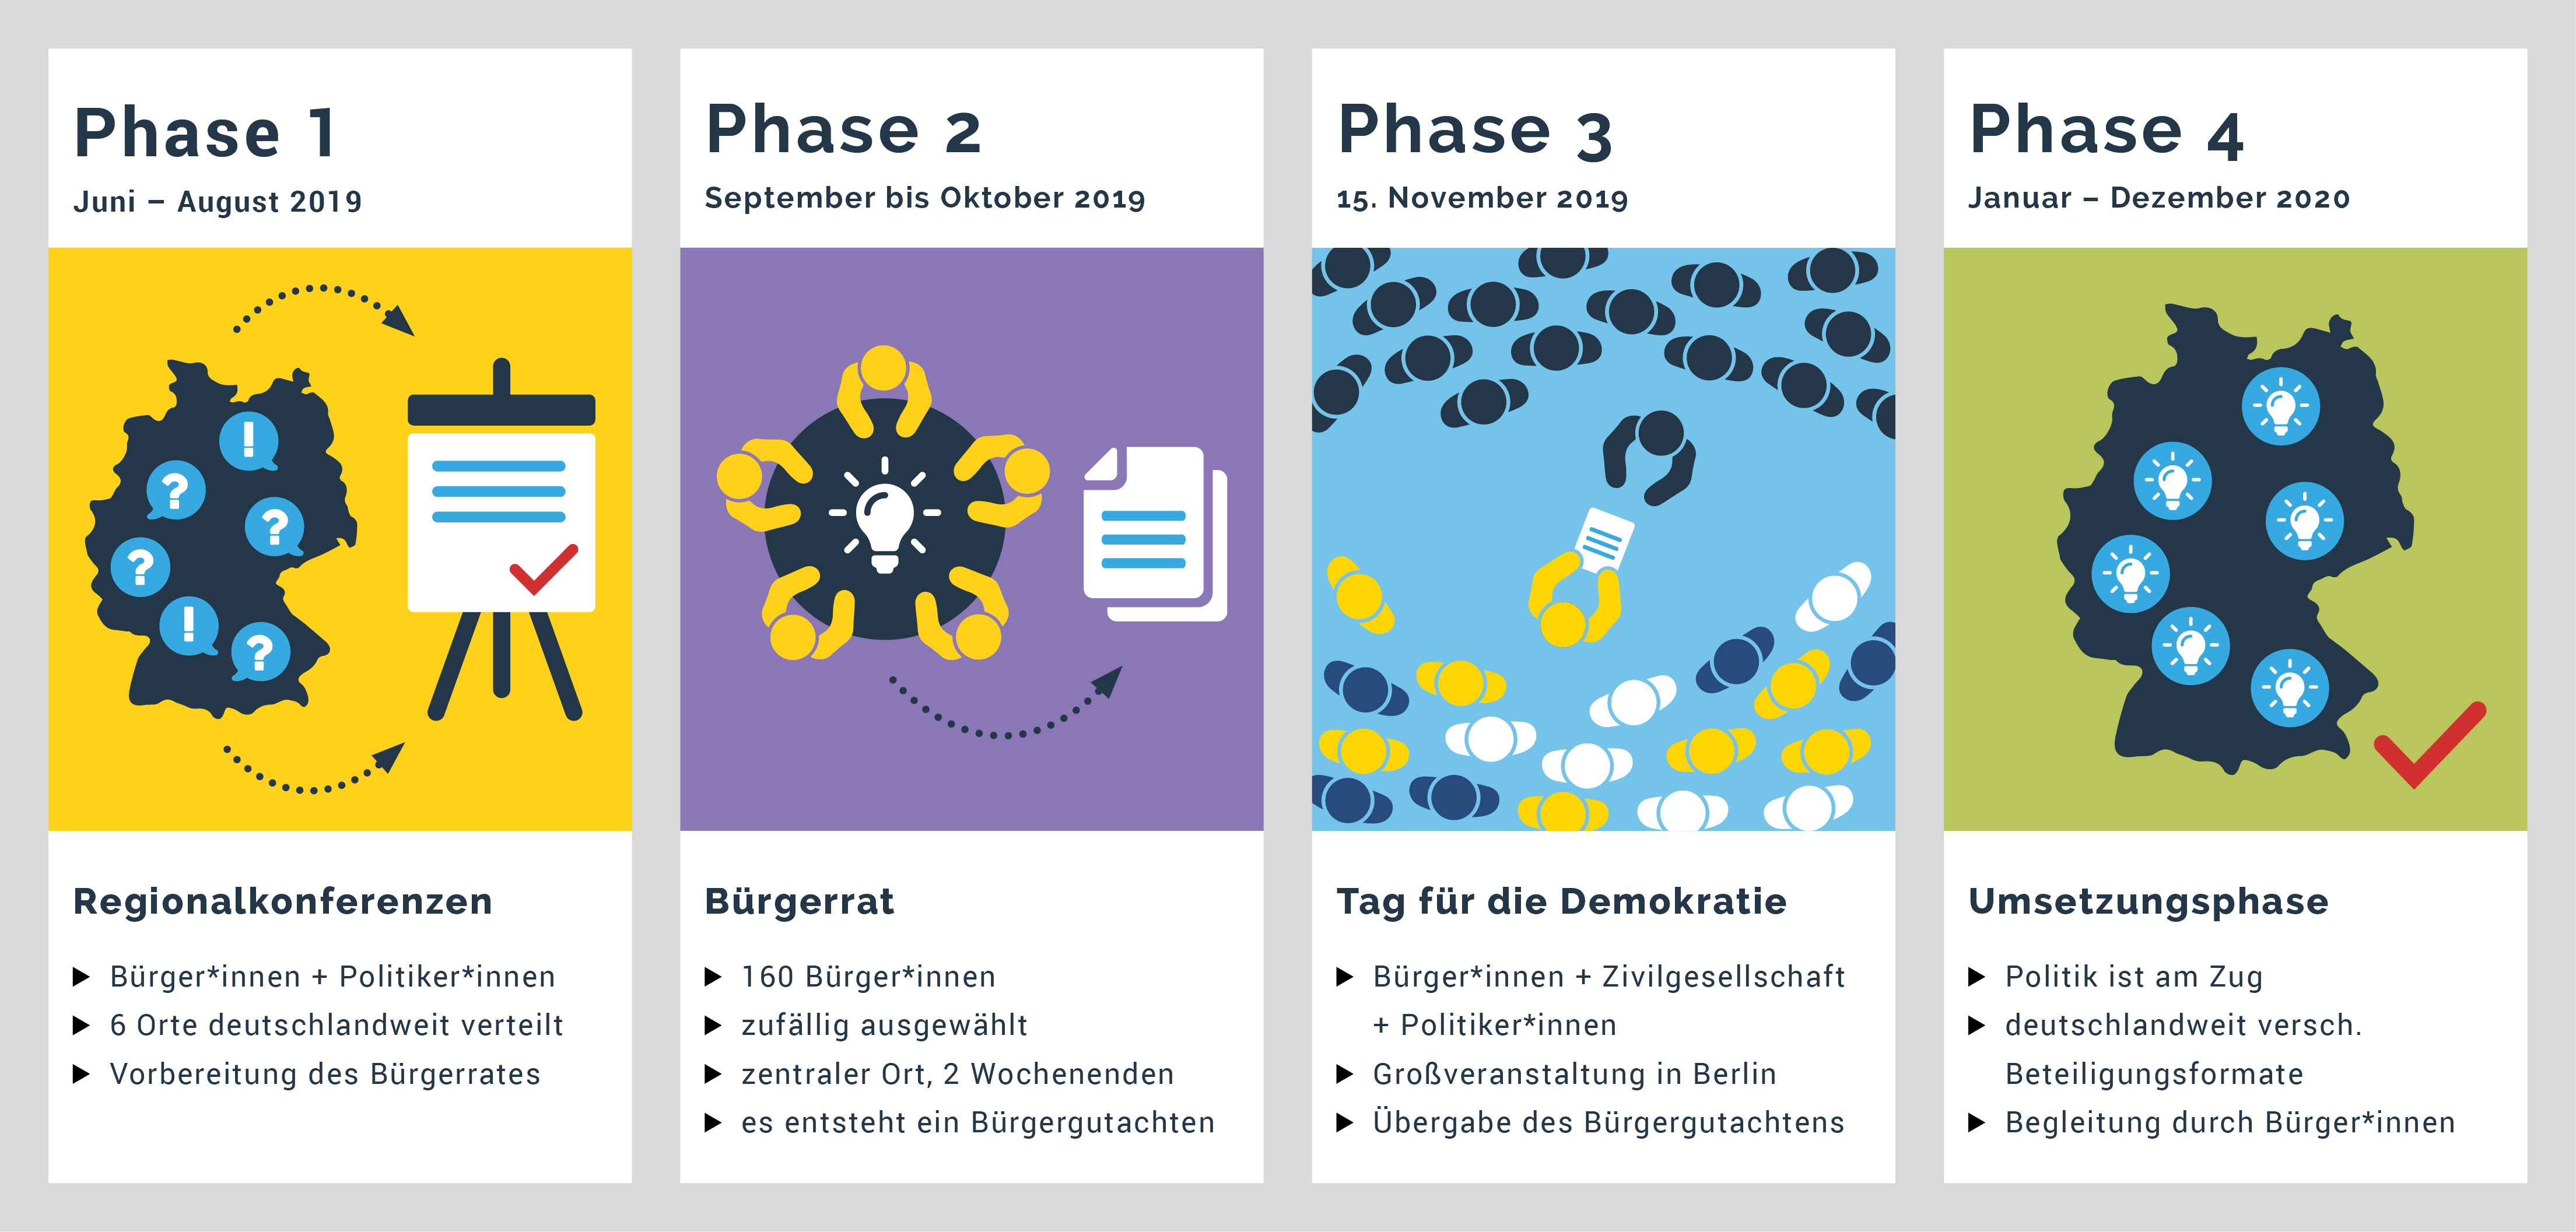 Phase 1
Juni – August 2019
!
?
?
?
!
?
Regionalkonferenzen
Bürger*innen + Politiker*innen
6 Orte deutschlandweit verteilt
Vorbereitung des Bürgerrates
Phase 2
September bis Oktober 2019
Bürgerrat
160 Bürger*innen
zufällig ausgewählt
zentraler Ort, 2 Wochenenden
es entsteht ein Bürgergutachten
Phase 3
15. November 2019
Tag für die Demokratie
Bürger*innen + Zivilgesellschaft
+ Politiker*innen
Großveranstaltung in Berlin
Übergabe des Bürgergutachtens
Phase 4
Januar – Dezember 2020
Umsetzungsphase
Politik ist am Zug
deutschlandweit versch.
Beteiligungsformate
Begleitung durch Bürger*innen